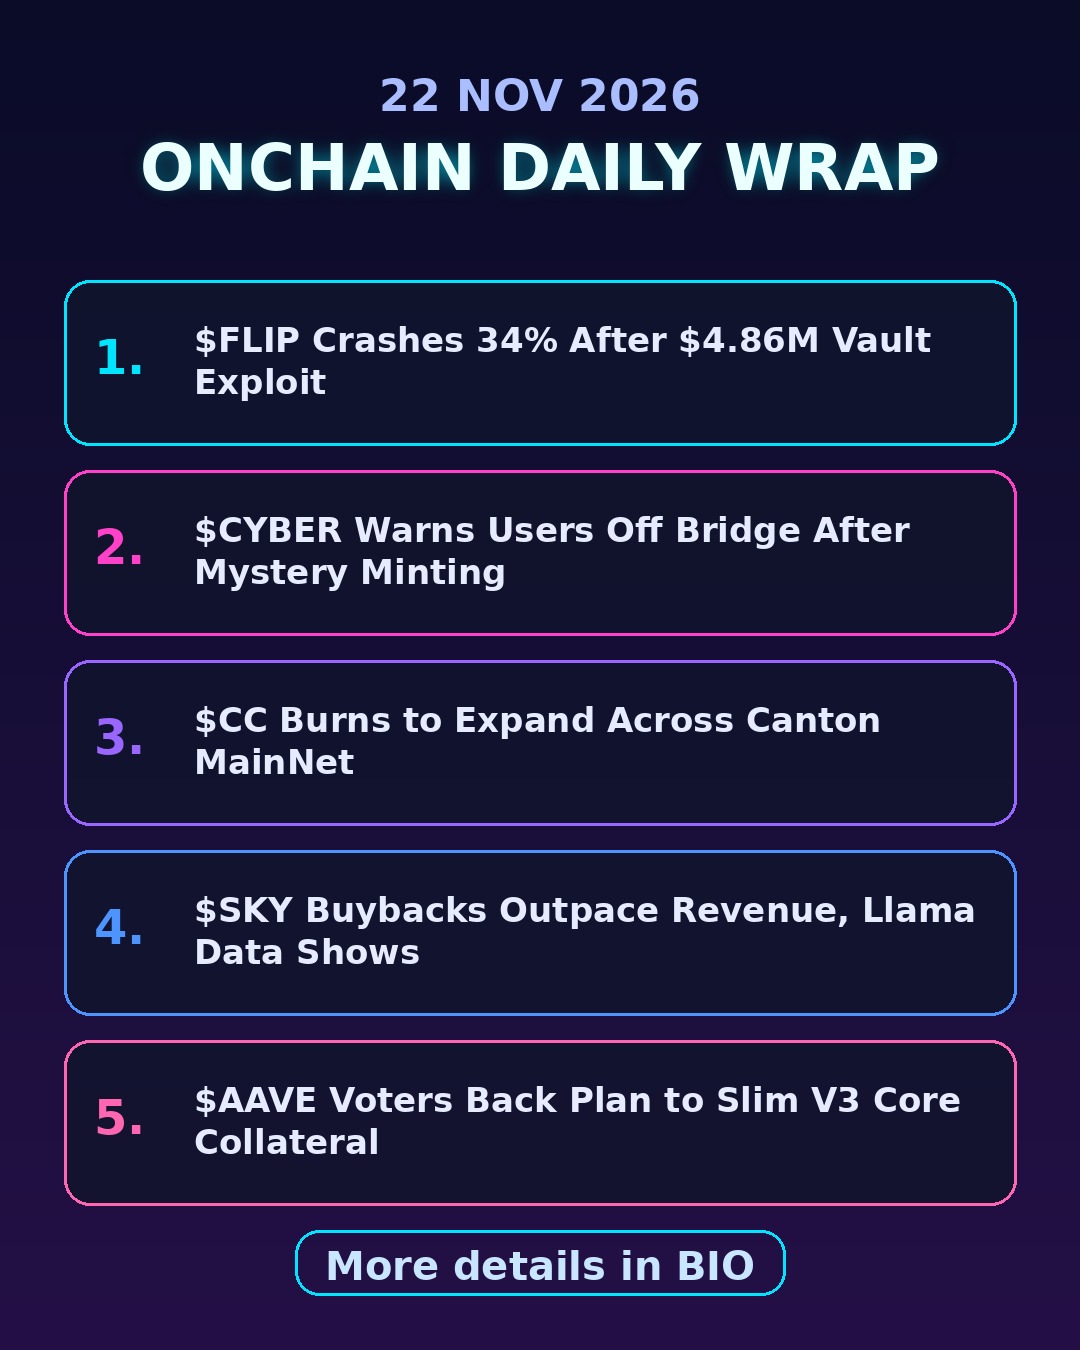 22 NOV 2026
ONCHAIN DAILY WRAP
1.
$FLIP Crashes 34% After $4.86M Vault
Exploit
2.
$CYBER Warns Users Off Bridge After
Mystery Minting
3.
$CC Burns to Expand Across Canton
MainNet
4.
$SKY Buybacks Outpace Revenue, Llama
Data Shows
5.
$AAVE Voters Back Plan to Slim V3 Core
Collateral
More details in BIO